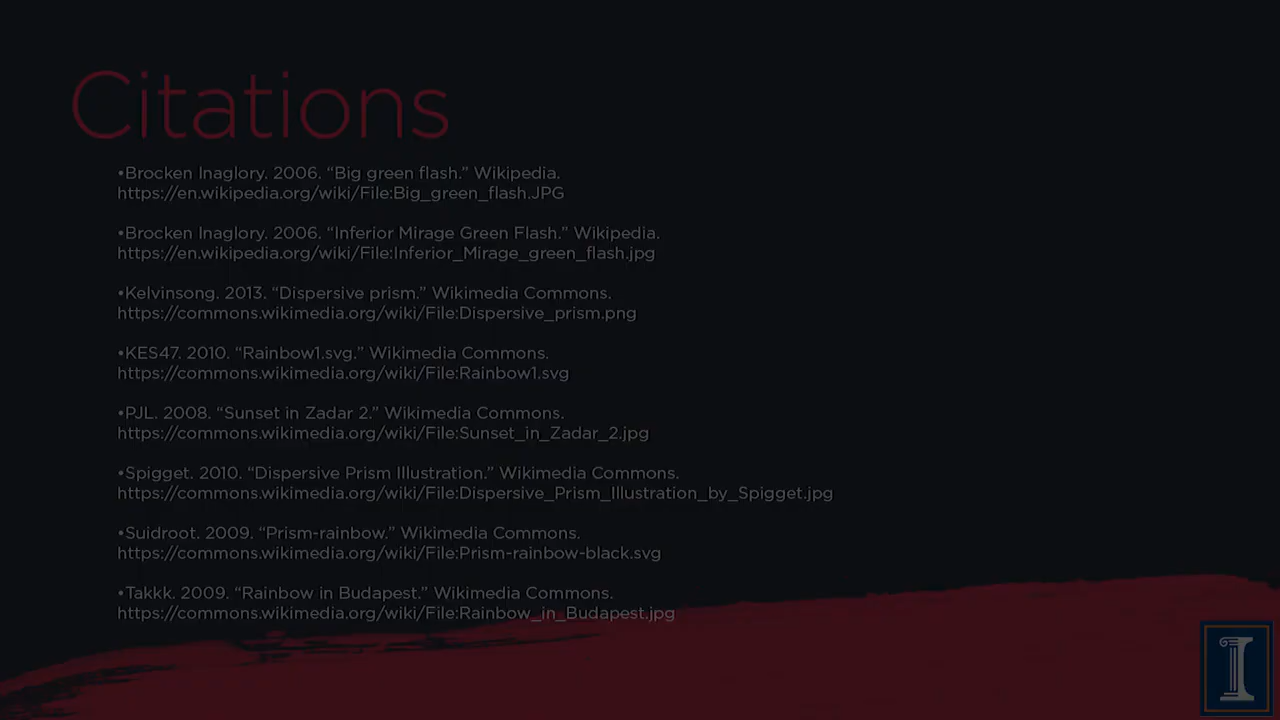 Citations
•Brocken Inaglory. 2006. “Big green flash.” Wikipedia.
https://en.wikipedia.org/wiki/File:Big_green_flash.JPG
•Brocken Inaglory. 2006. “Inferior Mirage Green Flash.” Wikipedia.
https://en.wikipedia.org/wiki/File:Inferior_Mirage_green_flash.jpg
•Kelvinsong. 2013. “Dispersive prism.” Wikimedia Commons.
https://commons.wikimedia.org/wiki/File:Dispersive_prism.png
•KES47. 2010. “Rainbow1.svg.” Wikimedia Commons.
https://commons.wikimedia.org/wiki/File:Rainbow1.svg
•PJL. 2008. “Sunset in Zadar 2.” Wikimedia Commons.
https://commons.wikimedia.org/wiki/File:Sunset_in_Zadar_2.jpg
•Spigget. 2010. “Dispersive Prism Illustration.” Wikimedia Commons.
https://commons.wikimedia.org/wiki/File:Dispersive_Prism_Illustration_by_Spigget.jpg
•Suidroot. 2009. “Prism-rainbow.” Wikimedia Commons.
https://commons.wikimedia.org/wiki/File:Prism-rainbow-black.svg
•Takkk. 2009. “Rainbow in Budapest.” Wikimedia Commons.
https://commons.wikimedia.org/wiki/File:Rainbow_in_Budapest.jpg
I